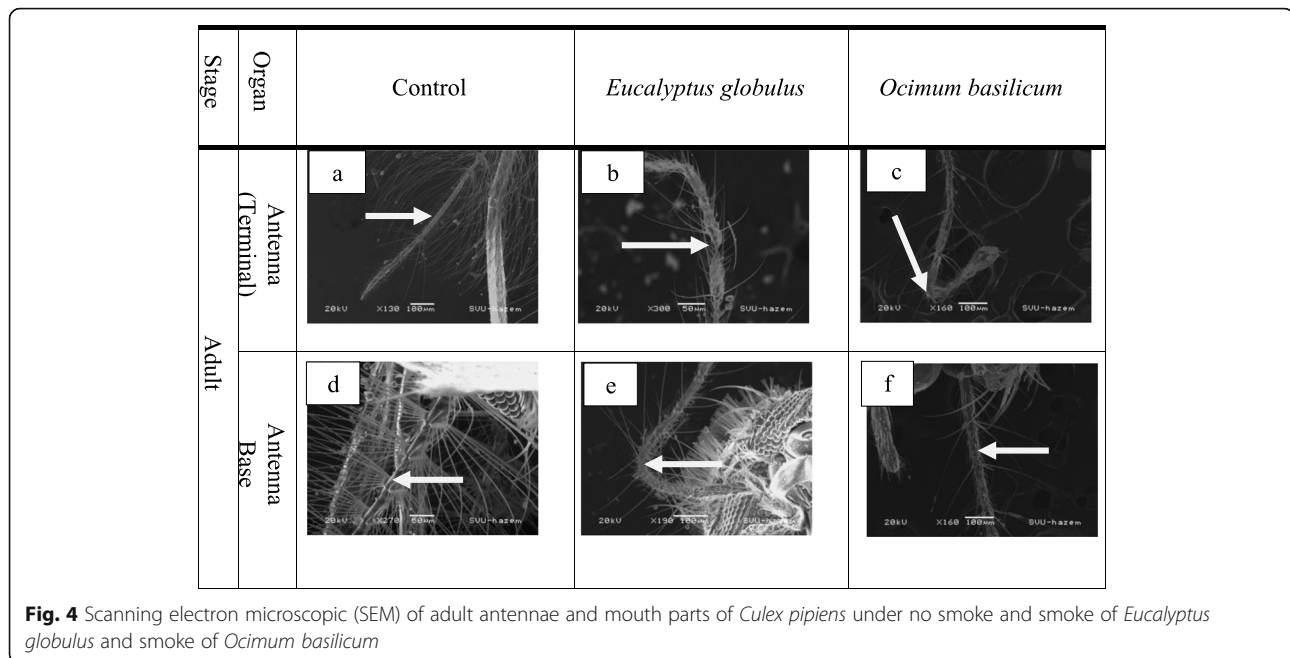 Stage
Organ
Control
Eucalyptus globulus
Ocimum basilicum
Adult
Antenna
(Terminal)
a
20kV X130 100μm SVU-hazem
b
20kV X300 50μm SVU-hazem
c
20kV X160 100μm SVU-hazem
Antenna
Base
d
20kV X270 50μm SVU-hazem
e
20kV X190 100μm SVU-hazem
f
20kV X160 100μm SVU-hazem
Fig. 4 Scanning electron microscopic (SEM) of adult antennae and mouth parts of Culex pipiens under no smoke and smoke of Eucalyptus
globulus and smoke of Ocimum basilicum